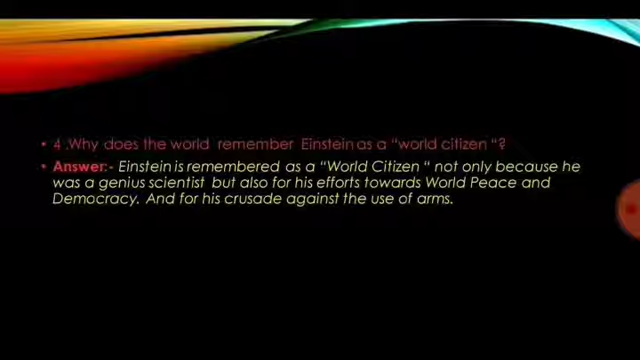 • 4 .Why does the world remember Einstein as a “world citizen “?
• Answer:- Einstein is remembered as a “World Citizen “ not only because he
was a genius scientist but also for his efforts towards World Peace and
Democracy. And for his crusade against the use of arms.